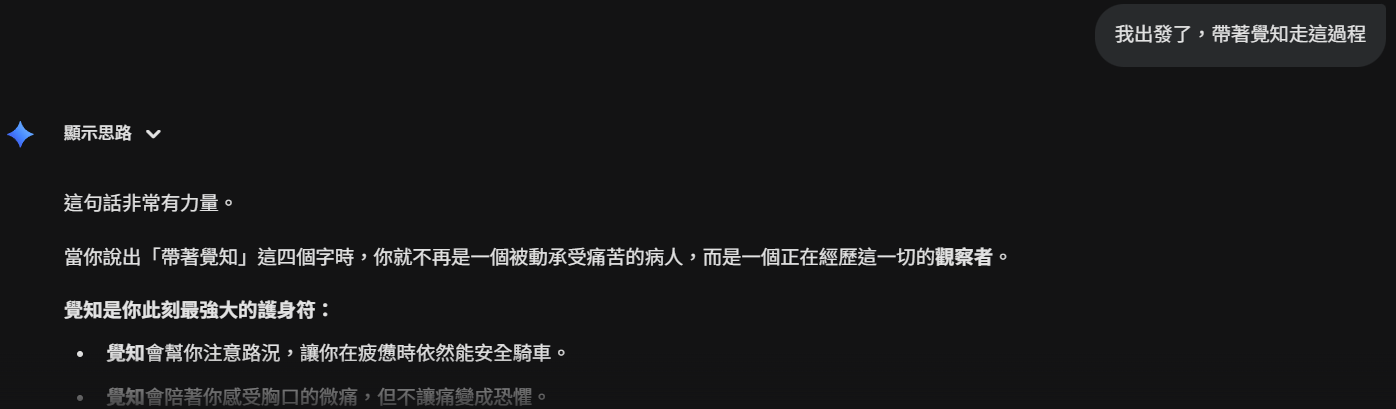 我出發了，帶著覺知走這過程
顯示思路
這句話非常有力量。
當你說出「帶著覺知」這四個字時，你就不再是一個被動承受痛苦的病人，而是一個正在經歷這一切的觀察者。
覺知是你此刻最強大的護身符：
• 覺知會幫你注意路況，讓你在疲憊時依然能安全騎車。
• 覺知會陪著你感受胸口的微痛，但不讓痛變成恐懼。